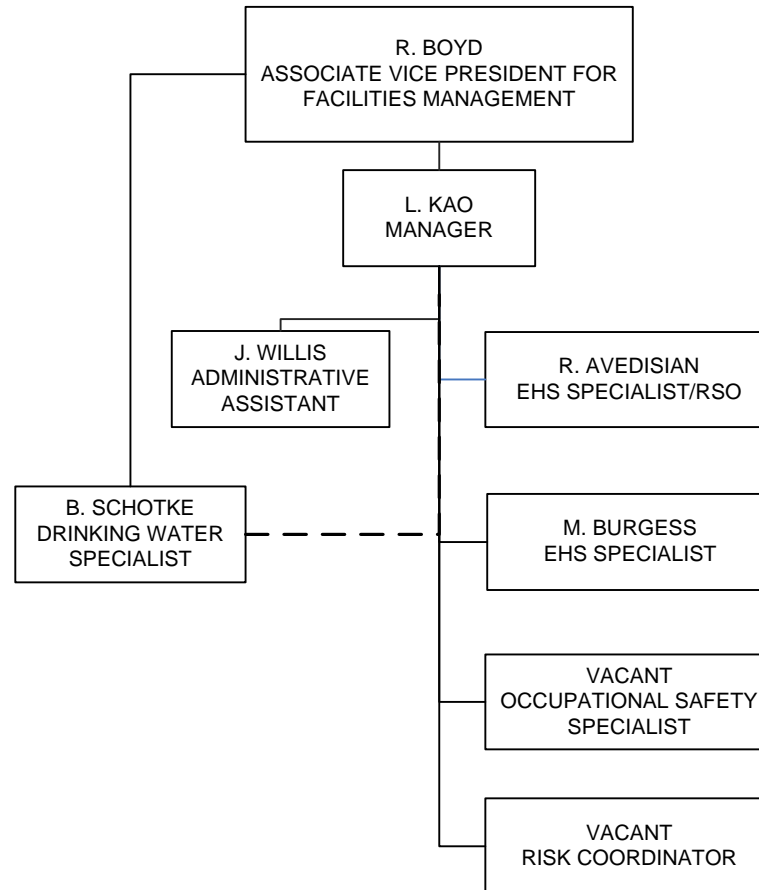 R. BOYD
ASSOCIATE VICE PRESIDENT FOR
FACILITIES MANAGEMENT
L. KAO
MANAGER
J. WILLIS
ADMINISTRATIVE
ASSISTANT
R. AVEDISIAN
EHS SPECIALIST/RSO
B. SCHOTKE
DRINKING WATER
SPECIALIST
M. BURGESS
EHS SPECIALIST
VACANT
OCCUPATIONAL SAFETY
SPECIALIST
VACANT
RISK COORDINATOR